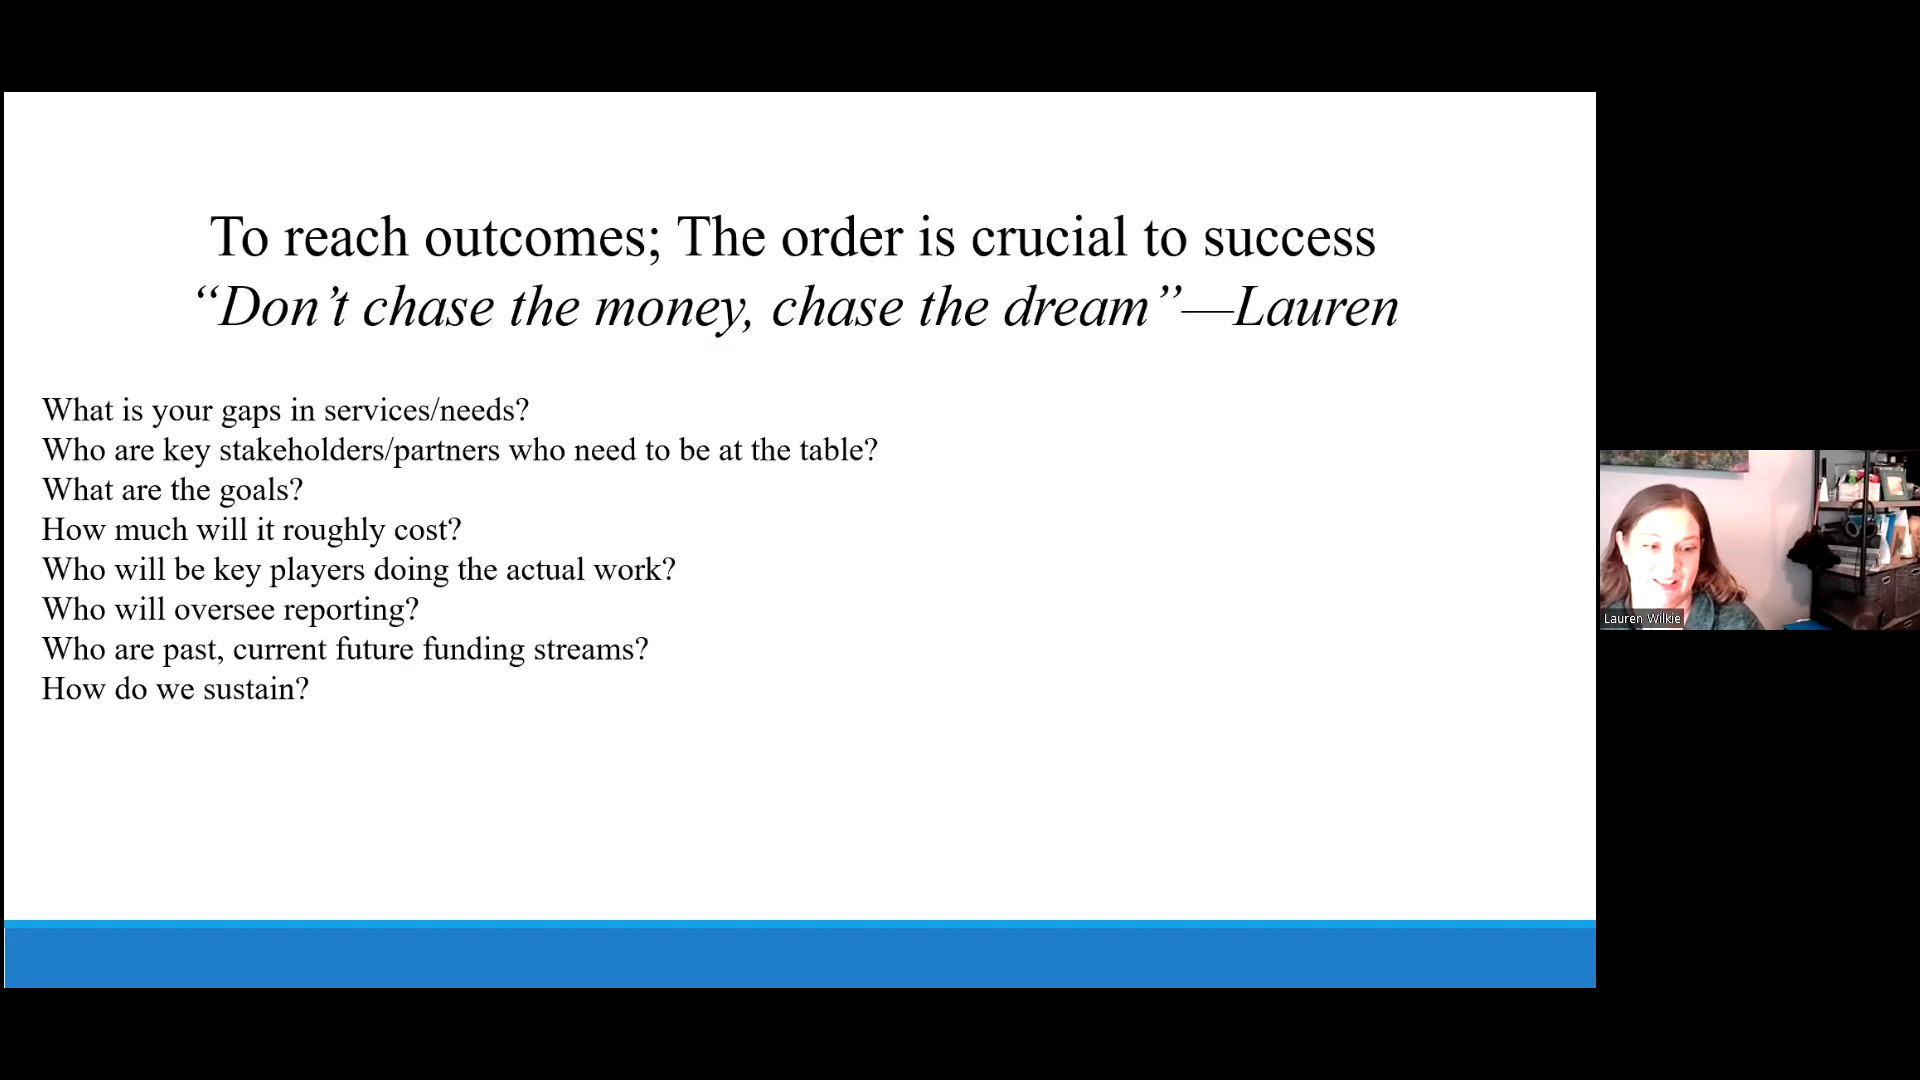 To reach outcomes; The order is crucial to success
“Don’t chase the money, chase the dream”—Lauren
What is your gaps in services/needs?
Who are key stakeholders/partners who need to be at the table?
What are the goals?
How much will it roughly cost?
Who will be key players doing the actual work?
Who will oversee reporting?
Who are past, current future funding streams?
How do we sustain?
Lauren Wilkie